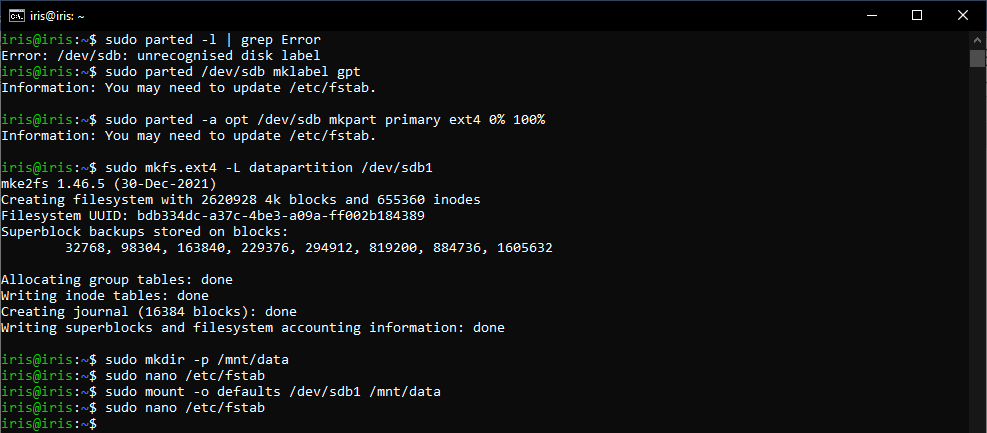 iris@iris: ~
iris@iris:~$ sudo parted -l | grep Error
Error: /dev/sdb: unrecognised disk label
iris@iris:~$ sudo parted /dev/sdb mklabel gpt
Information: You may need to update /etc/fstab.
iris@iris:~$ sudo parted -a opt /dev/sdb mkpart primary ext4 0% 100%
Information: You may need to update /etc/fstab.
iris@iris:~$ sudo mkfs.ext4 -L datapartition /dev/sdb1
mke2fs 1.46.5 (30-Dec-2021)
Creating filesystem with 2620928 4k blocks and 655360 inodes
Filesystem UUID: bdb334dc-a37c-4be3-a09a-ff002b184389
Superblock backups stored on blocks:
        32768, 98304, 163840, 229376, 294912, 819200, 884736, 1605632
Allocating group tables: done
Writing inode tables: done
Creating journal (16384 blocks): done
Writing superblocks and filesystem accounting information: done
iris@iris:~$ sudo mkdir -p /mnt/data
iris@iris:~$ sudo nano /etc/fstab
iris@iris:~$ sudo mount -o defaults /dev/sdb1 /mnt/data
iris@iris:~$ sudo nano /etc/fstab
iris@iris:~$